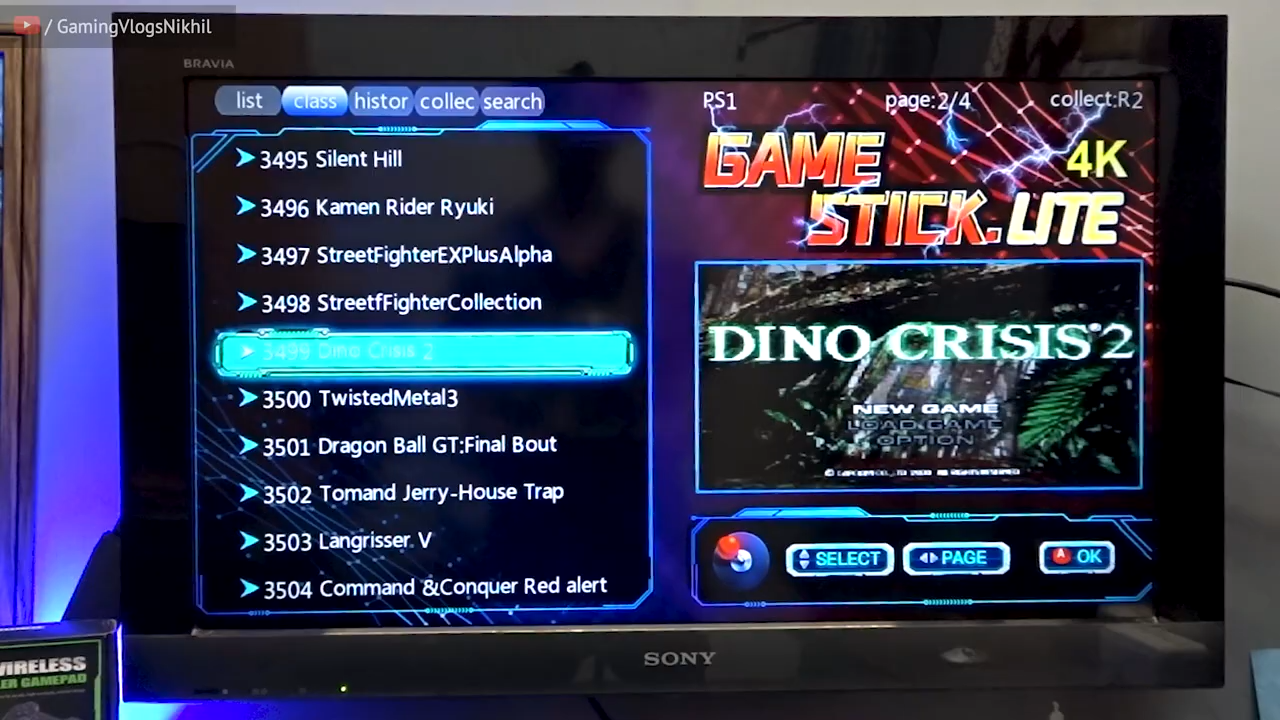 / GamingVlogsNikhil
BRAVIA
list class histor collec search
PS1 page:2/4 collect:R2
3495 Silent Hill
3496 Kamen Rider Ryuki
3497 StreetFighterEXPlusAlpha
3498 StreetfFighterCollection
3499 Dino Crisis 2
3500 TwistedMetal3
3501 Dragon Ball GT:Final Bout
3502 Tomand Jerry-House Trap
3503 Langrisser V
3504 Command &Conquer Red alert
GAME 4K
STICK.LITE
DINO CRISIS 2
NEW GAME
LOAD GAME
OPTION
SELECT PAGE A OK
SONY
WIRELESS
GAMEPAD